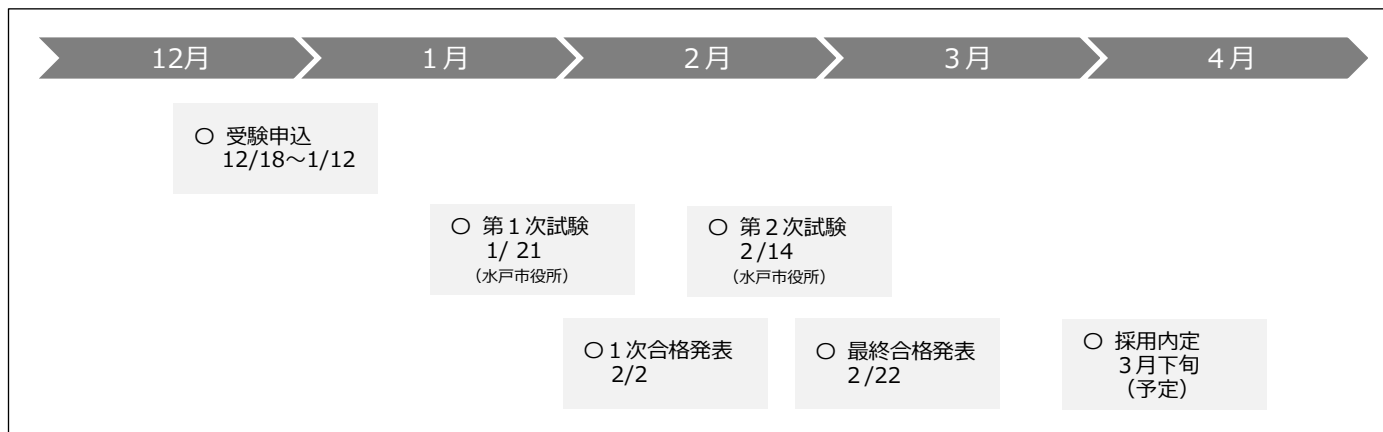 12月
１月
２月
３月
４月
○ 受験申込
12/18～1/12
○ 第１次試験
1/ 21
（水戸市役所）
○ 第２次試験
２/14
（水戸市役所）
○１次合格発表
2/2
○ 最終合格発表
２/22
○ 採用内定
３月下旬
（予定）